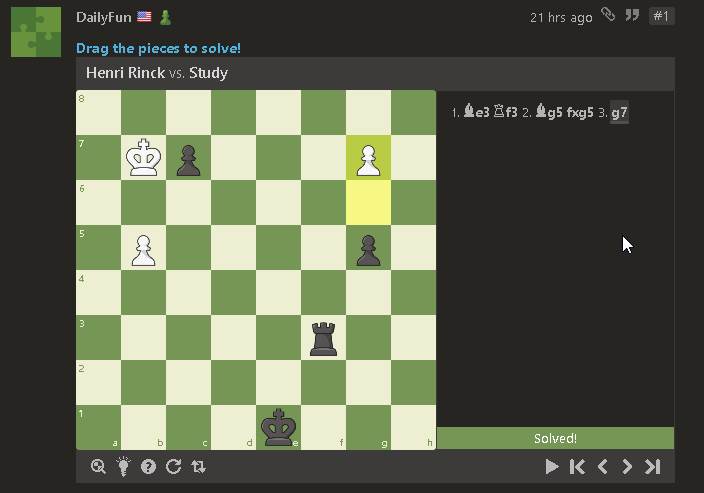 DailyFun
21 hrs ago #1
Drag the pieces to solve!
Henri Rinck vs. Study
1. ♝e3 ♖f3 2. ♝g5 fxg5 3. g7
8
7
6
5
4
3
2
1
a b c d e f g h
Solved!